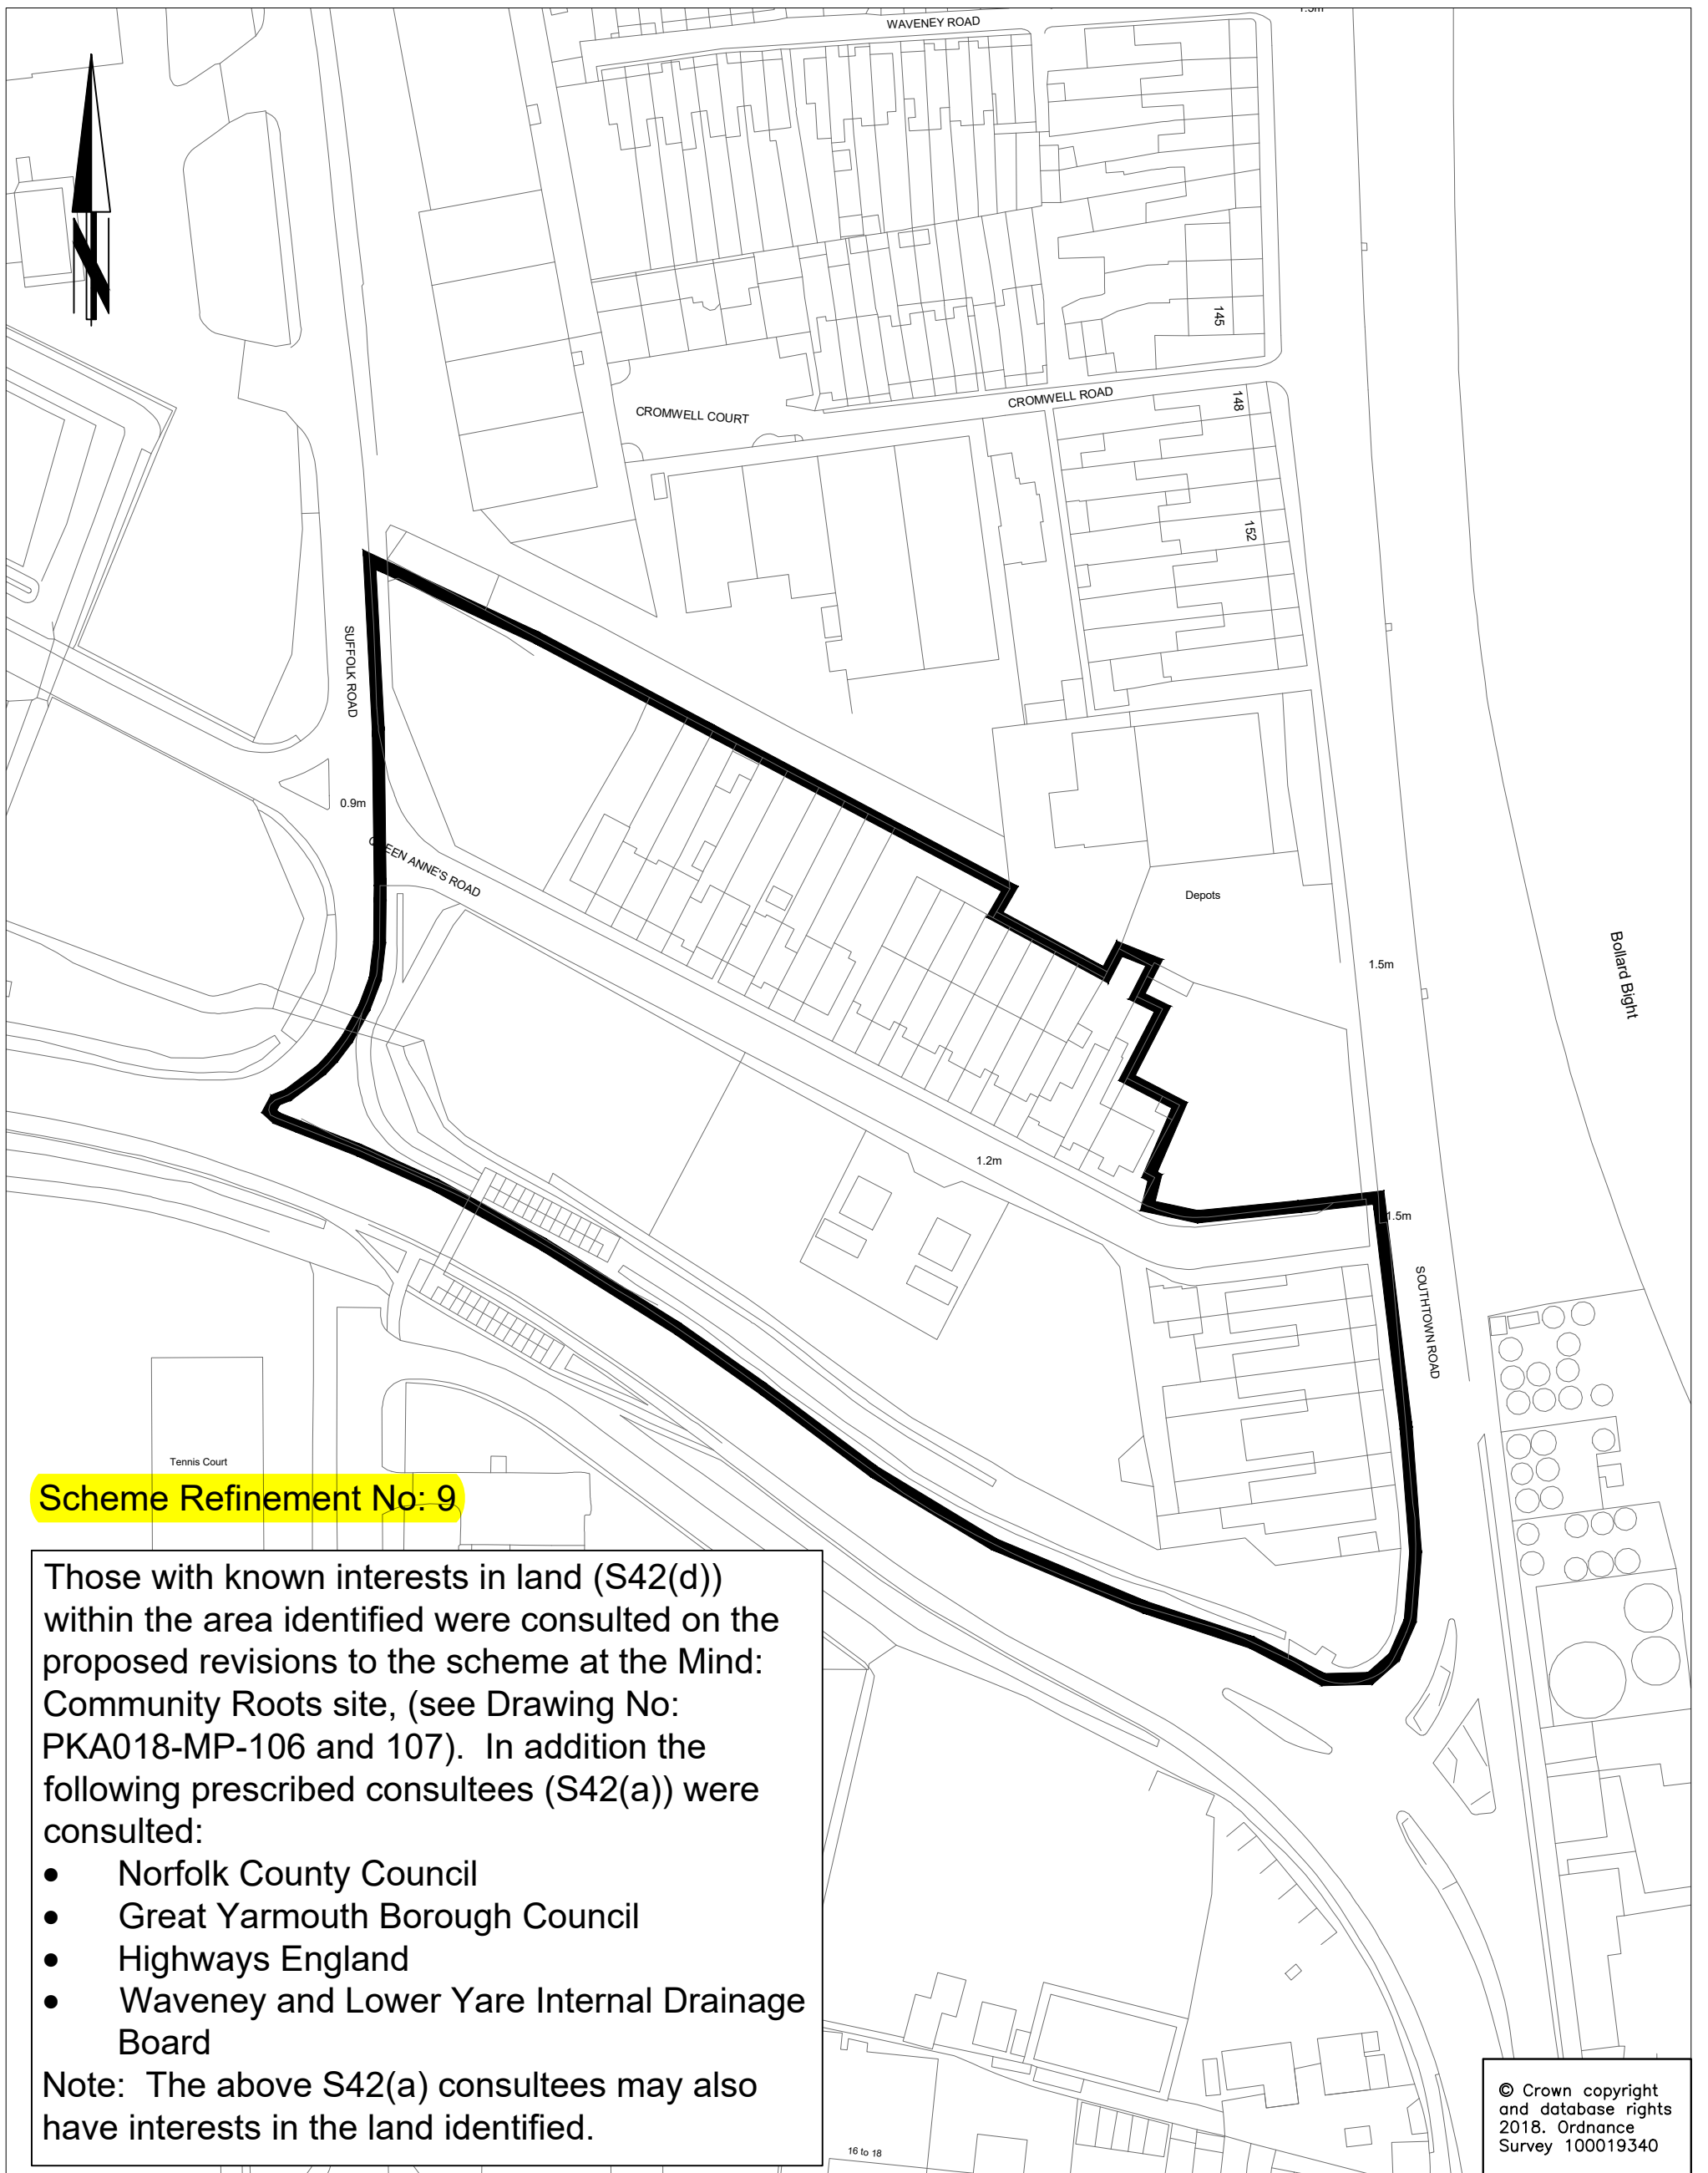 WAVENEY ROAD
145
CROMWELL COURT
CROMWELL ROAD
148
152
SUFFOLK ROAD
0.9m
ANNE'S ROAD
Depots
1.5m
Bollard Bight
1.2m
1.5m
SOUTHTOWN ROAD
Tennis Court
Scheme Refinement No: 9
Those with known interests in land (S42(d))
within the area identified were consulted on the
proposed revisions to the scheme at the Mind:
Community Roots site, (see Drawing No:
PKA018-MP-106 and 107).  In addition the
following prescribed consultees (S42(a)) were
consulted:
• Norfolk County Council
• Great Yarmouth Borough Council
• Highways England
• Waveney and Lower Yare Internal Drainage
Board
Note:  The above S42(a) consultees may also
have interests in the land identified.
16 to 18
© Crown copyright
and database rights
2018. Ordnance
Survey 100019340